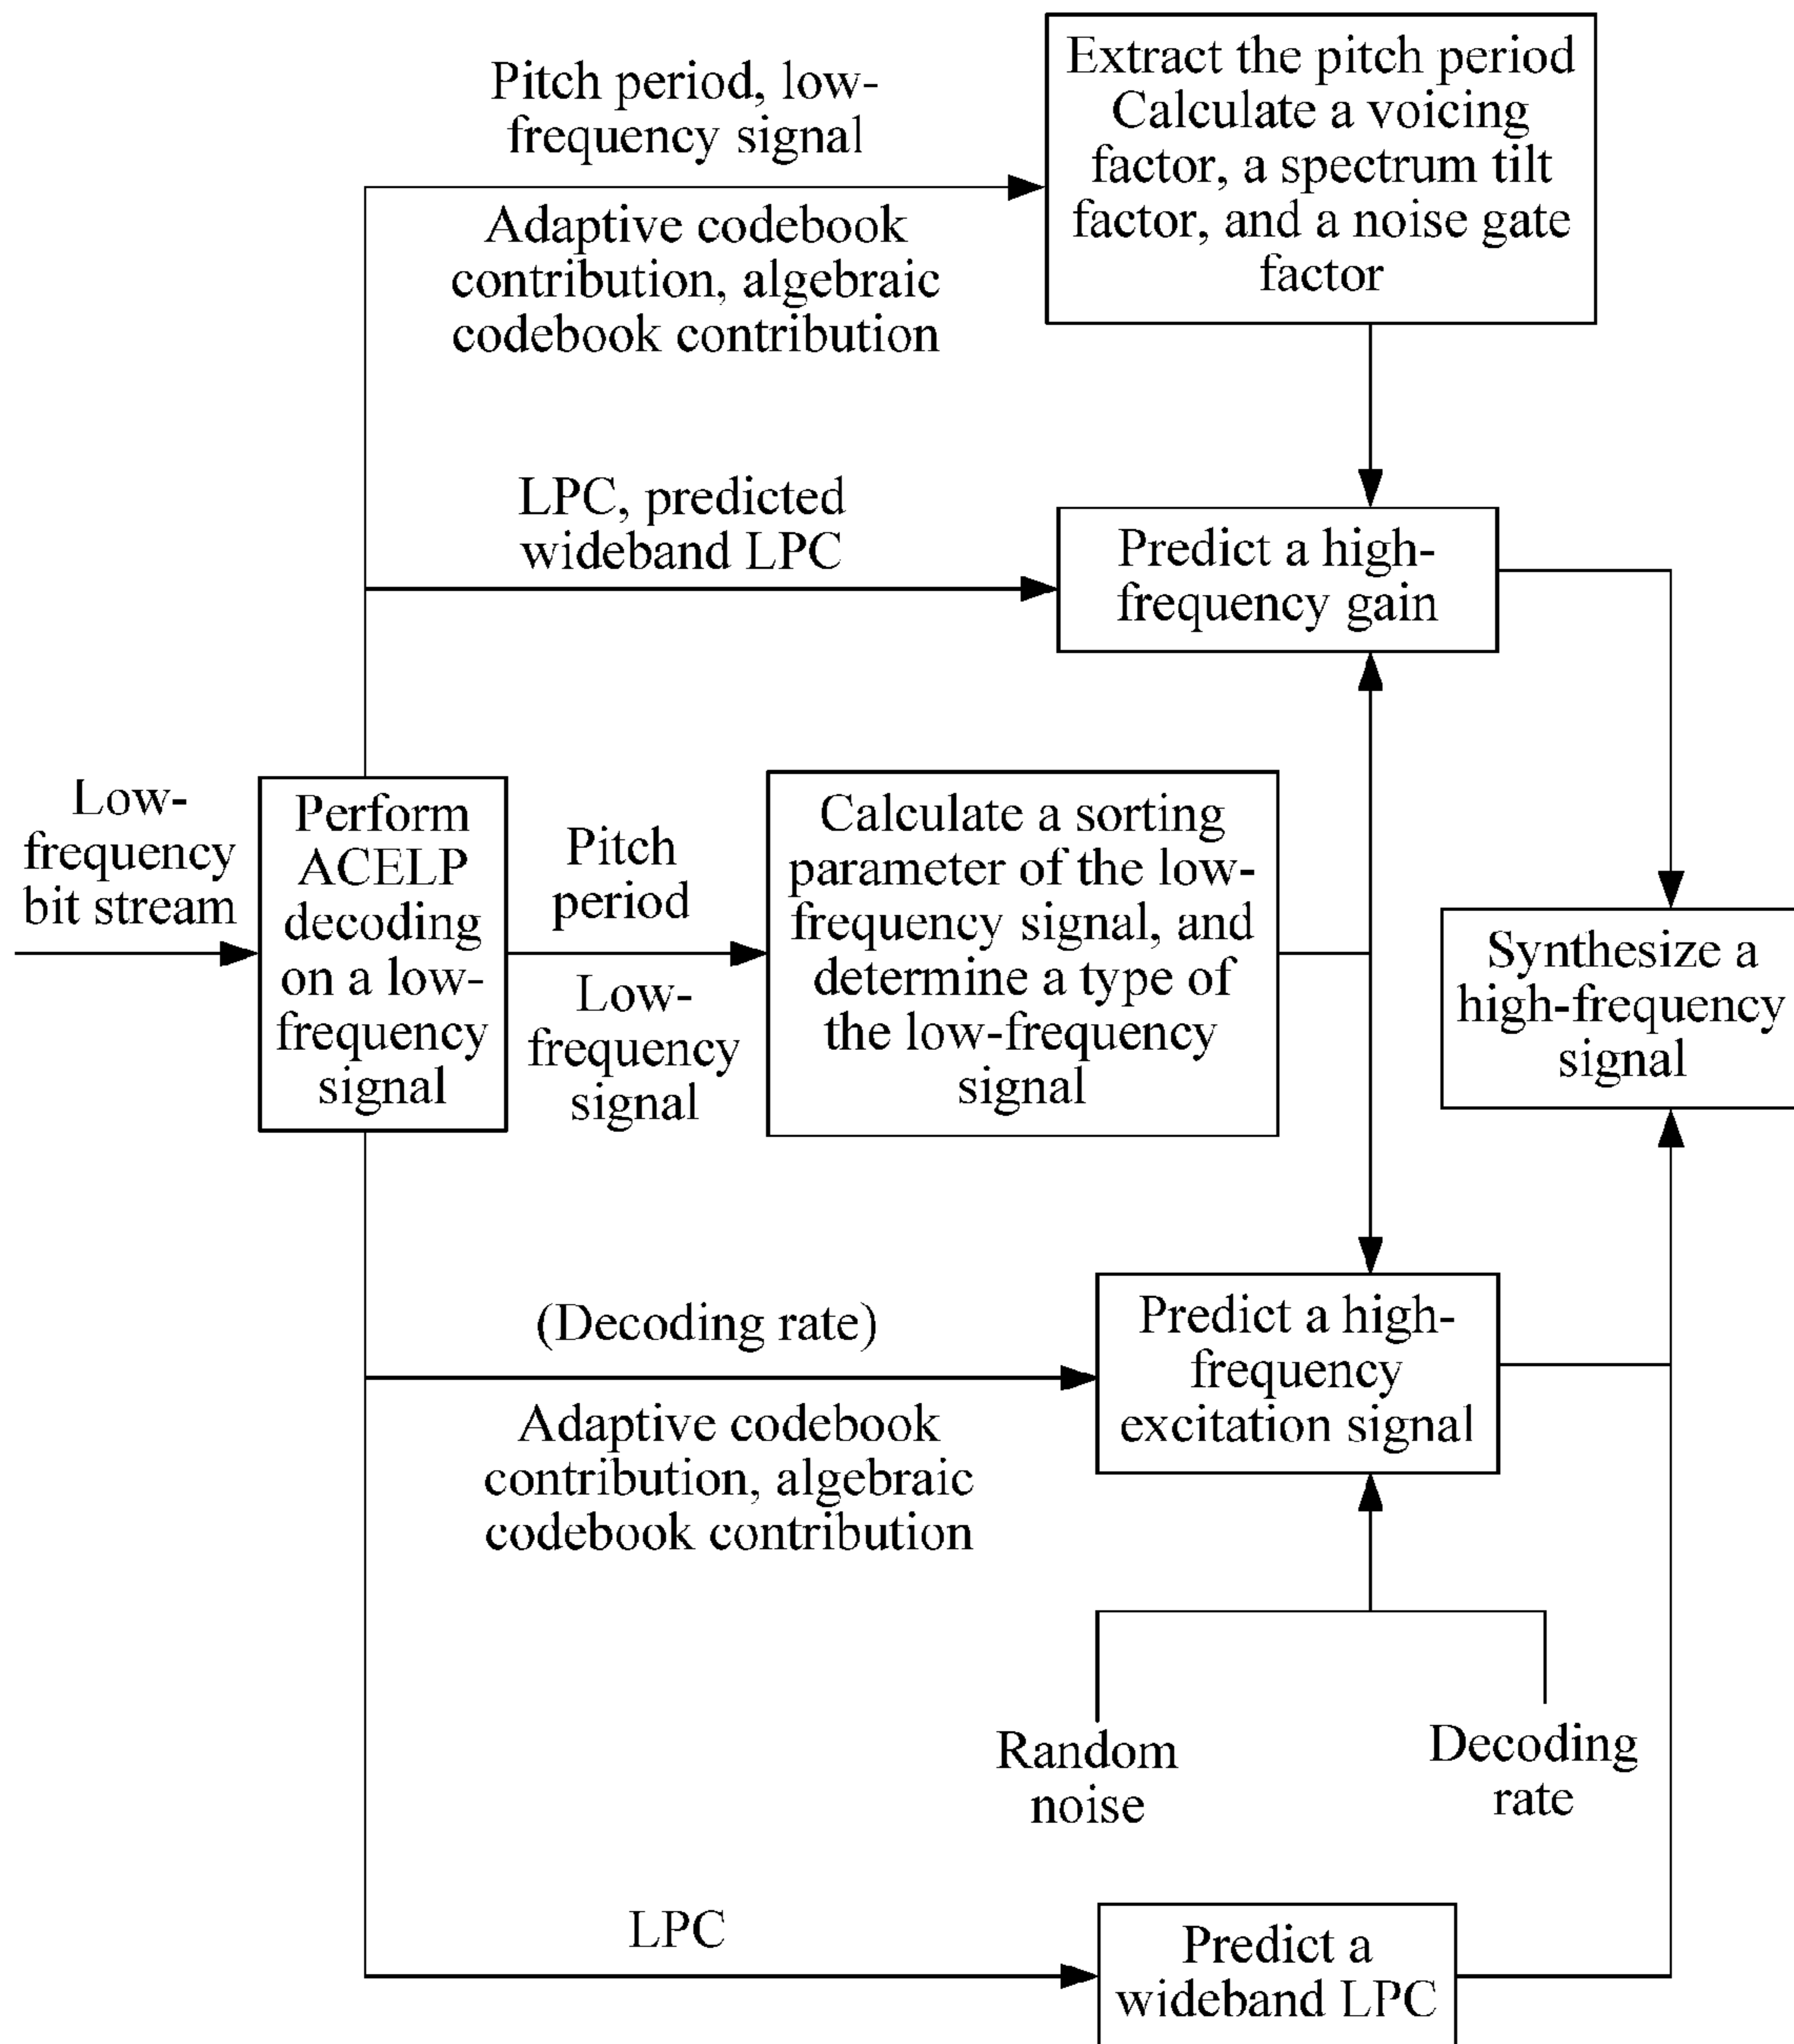 Pitch period, low-
frequency signal
Adaptive codebook
contribution, algebraic
codebook contribution
Extract the pitch period
Calculate a voicing
factor, a spectrum tilt
factor, and a noise gate
factor
LPC, predicted
wideband LPC
Predict a high-
frequency gain
Low-
frequency
bit stream
Perform
ACELP
decoding
on a low-
frequency
signal
Pitch
period
Low-
frequency
signal
Calculate a sorting
parameter of the low-
frequency signal, and
determine a type of
the low-frequency
signal
Synthesize a
high-frequency
signal
(Decoding rate)
Adaptive codebook
contribution, algebraic
codebook contribution
Predict a high-
frequency
excitation signal
Random
noise
Decoding
rate
LPC
Predict a
wideband LPC